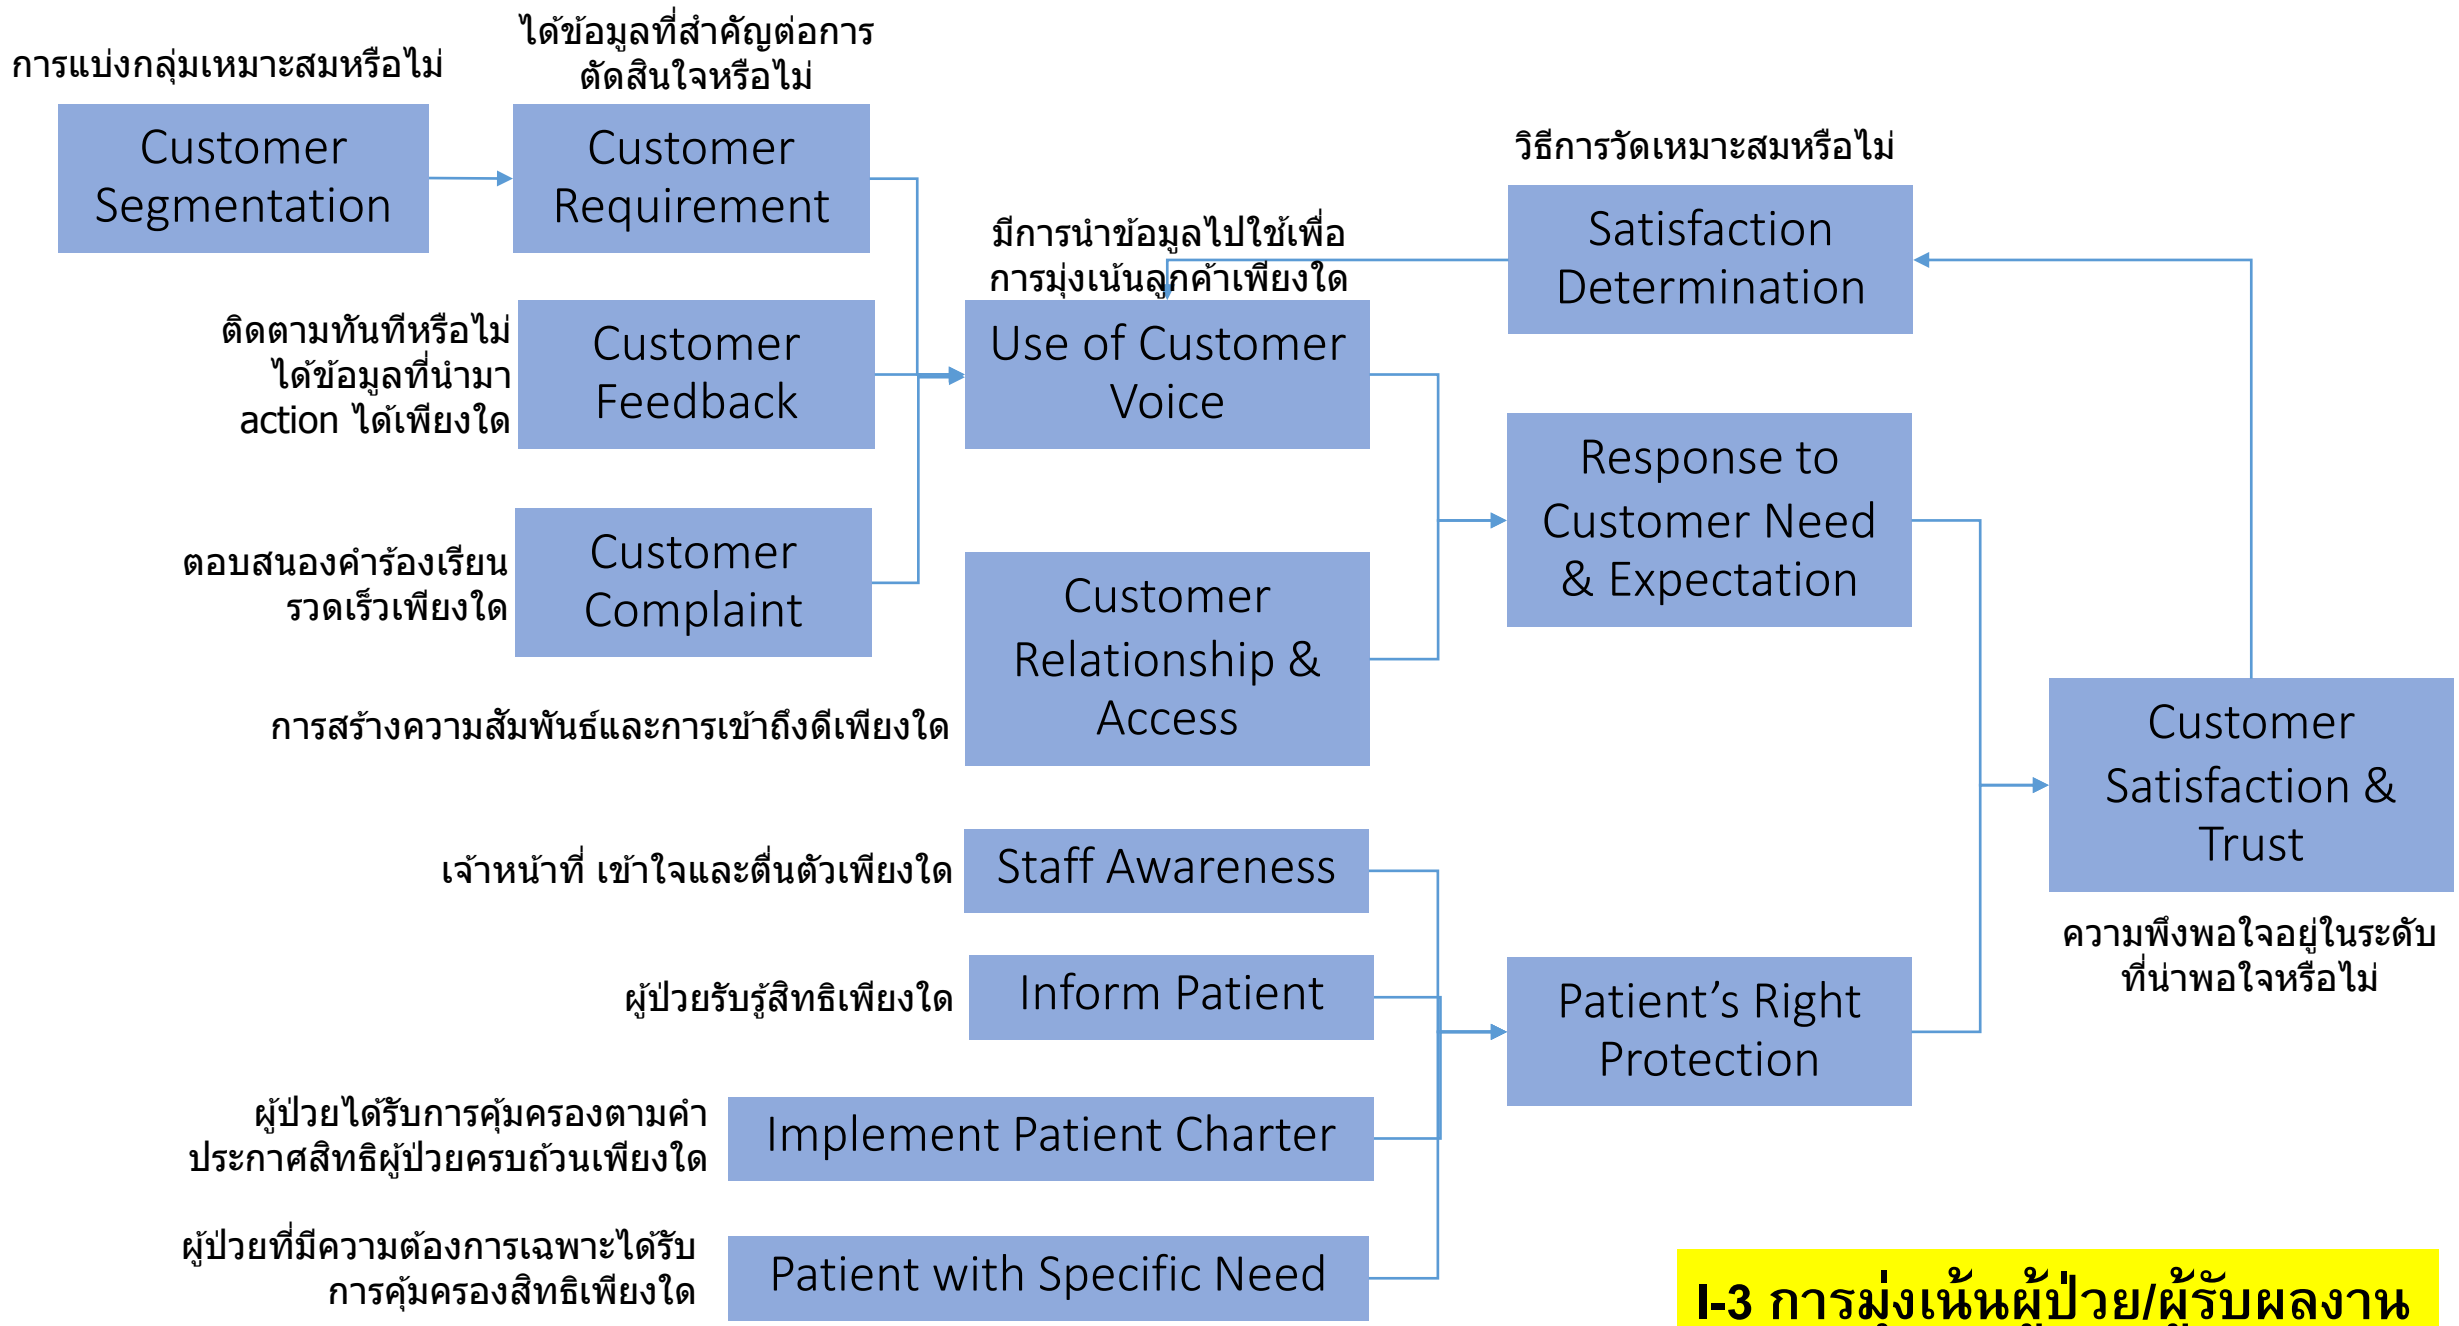 ได้ข้อมูลที่สำคัญต่อการ
ตัดสินใจหรือไม่
การแบ่งกลุ่มเหมาะสมหรือไม่
Customer
Segmentation
Customer
Requirement
วิธีการวัดเหมาะสมหรือไม่
Satisfaction
Determination
มีการนำข้อมูลไปใช้เพื่อ
การมุ่งเน้นลูกค้าเพียงใด
Use of Customer
Voice
ติดตามทันทีหรือไม่
ได้ข้อมูลที่นำมา
action ได้เพียงใด
Customer
Feedback
Response to
Customer Need
& Expectation
ตอบสนองคำร้องเรียน
รวดเร็วเพียงใด
Customer
Complaint
Customer
Relationship &
Access
การสร้างความสัมพันธ์และการเข้าถึงดีเพียงใด
Customer
Satisfaction &
Trust
ความพึงพอใจอยู่ในระดับ
ที่น่าพอใจหรือไม่
เจ้าหน้าที่ เข้าใจและตื่นตัวเพียงใด
Staff Awareness
ผู้ป่วยรับรู้สิทธิเพียงใด
Inform Patient
Patient’s Right
Protection
ผู้ป่วยได้รับการคุ้มครองตามคำ
ประกาศสิทธิผู้ป่วยครบถ้วนเพียงใด
Implement Patient Charter
ผู้ป่วยที่มีความต้องการเฉพาะได้รับ
การคุ้มครองสิทธิเพียงใด
Patient with Specific Need
I-3 การมุ่งเน้นผู้ป่วย/ผู้รับผลงาน